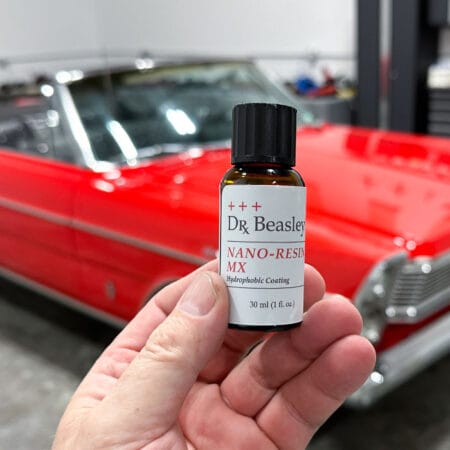 +++
DR Beasley
NANO-RESIN
MX
Hydrophobic Coating
30 ml (1 fl. oz.)